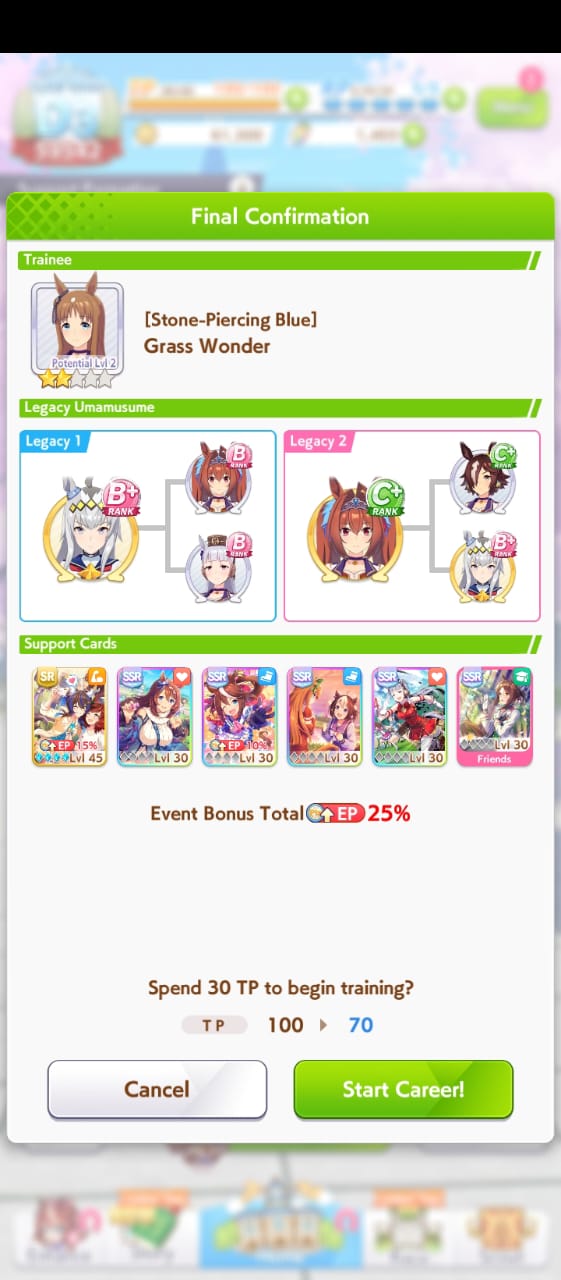 Final Confirmation
Trainee
Potential Lvl 2
[Stone-Piercing Blue]
Grass Wonder
Legacy Umamusume
Legacy 1
B+
RANK
B
RANK
B
RANK
Legacy 2
C+
RANK
C+
RANK
B+
RANK
Support Cards
SR
EP 15%
Lvl 45
SSR
Lvl 30
SSR
EP 10%
Lvl 30
SSR
Lvl 30
SSR
Lvl 30
SSR
Lvl 30
Friends
Event Bonus Total EP 25%
Spend 30 TP to begin training?
TP 100 70
Cancel
Start Career!